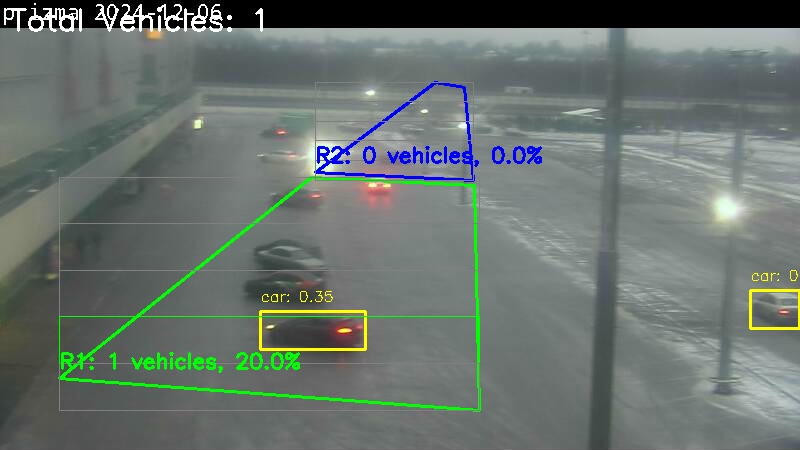 prizma 2024-12-06
Total Vehicles: 1
R2: 0 vehicles, 0.0%
car: 0
car: 0.35
R1: 1 vehicles, 20.0%